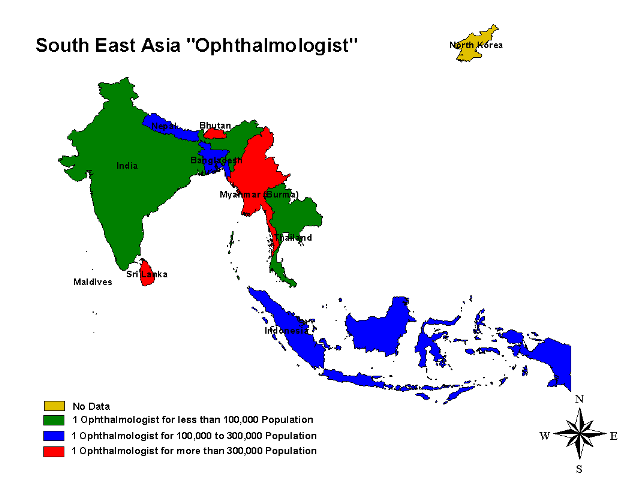 South East Asia "Ophthalmologist"
North Korea
Nepal
Bhutan
India
Bangladesh
Myanmar (Burma)
Thailand
Sri Lanka
Maldives
Indonesia
No Data
1 Ophthalmologist for less than 100,000 Population
1 Ophthalmologist for 100,000 to 300,000 Population
1 Ophthalmologist for more than 300,000 Population
N
W E
S